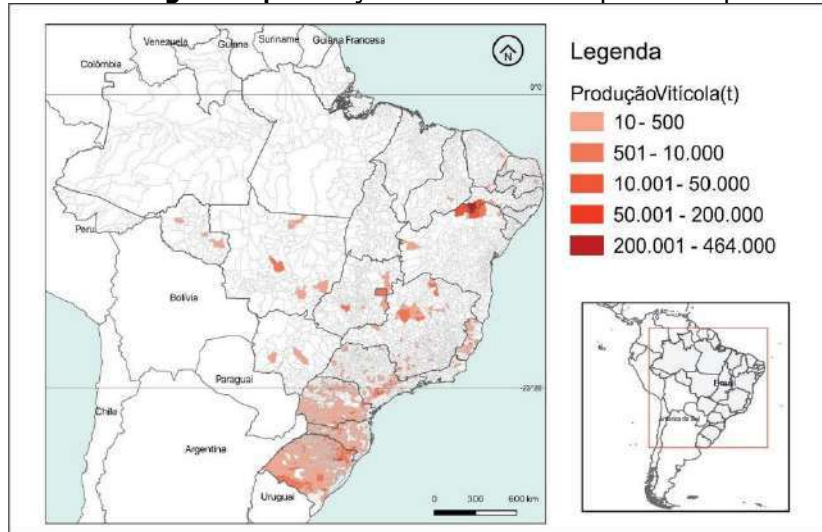 Venezuela
Guiana
Suriname
Guiana Francesa
Colômbia
N
0°0
Peru
Bolívia
Paraguai
Chile
Argentina
Uruguai
0 300 600 km
Legenda
ProduçãoVitícola(t)
10 - 500
501 - 10.000
10.001 - 50.000
50.001 - 200.000
200.001 - 464.000
Brasil